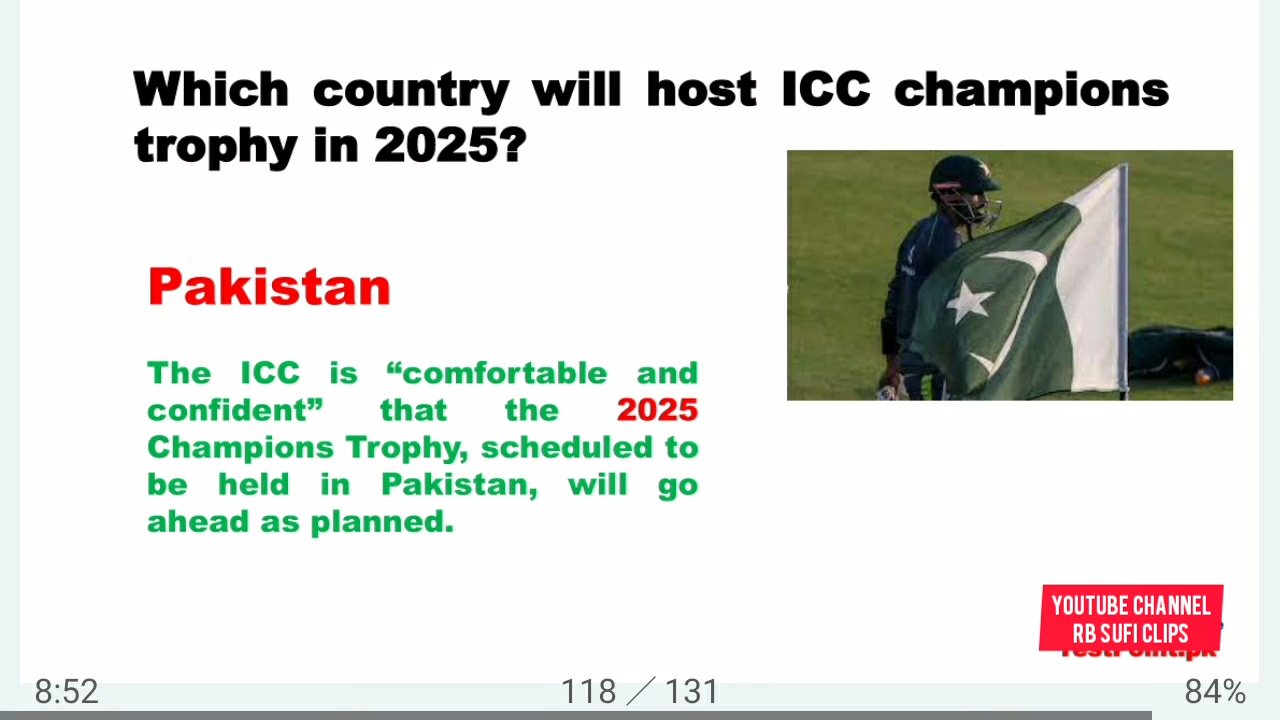 Which country will host ICC champions
trophy in 2025?
Pakistan
The ICC is “comfortable and
confident” that the 2025
Champions Trophy, scheduled to
be held in Pakistan, will go
ahead as planned.
YOUTUBE CHANNEL
RB SUFI CLIPS
TestPoint.pk
8:52
118 ／ 131
84%